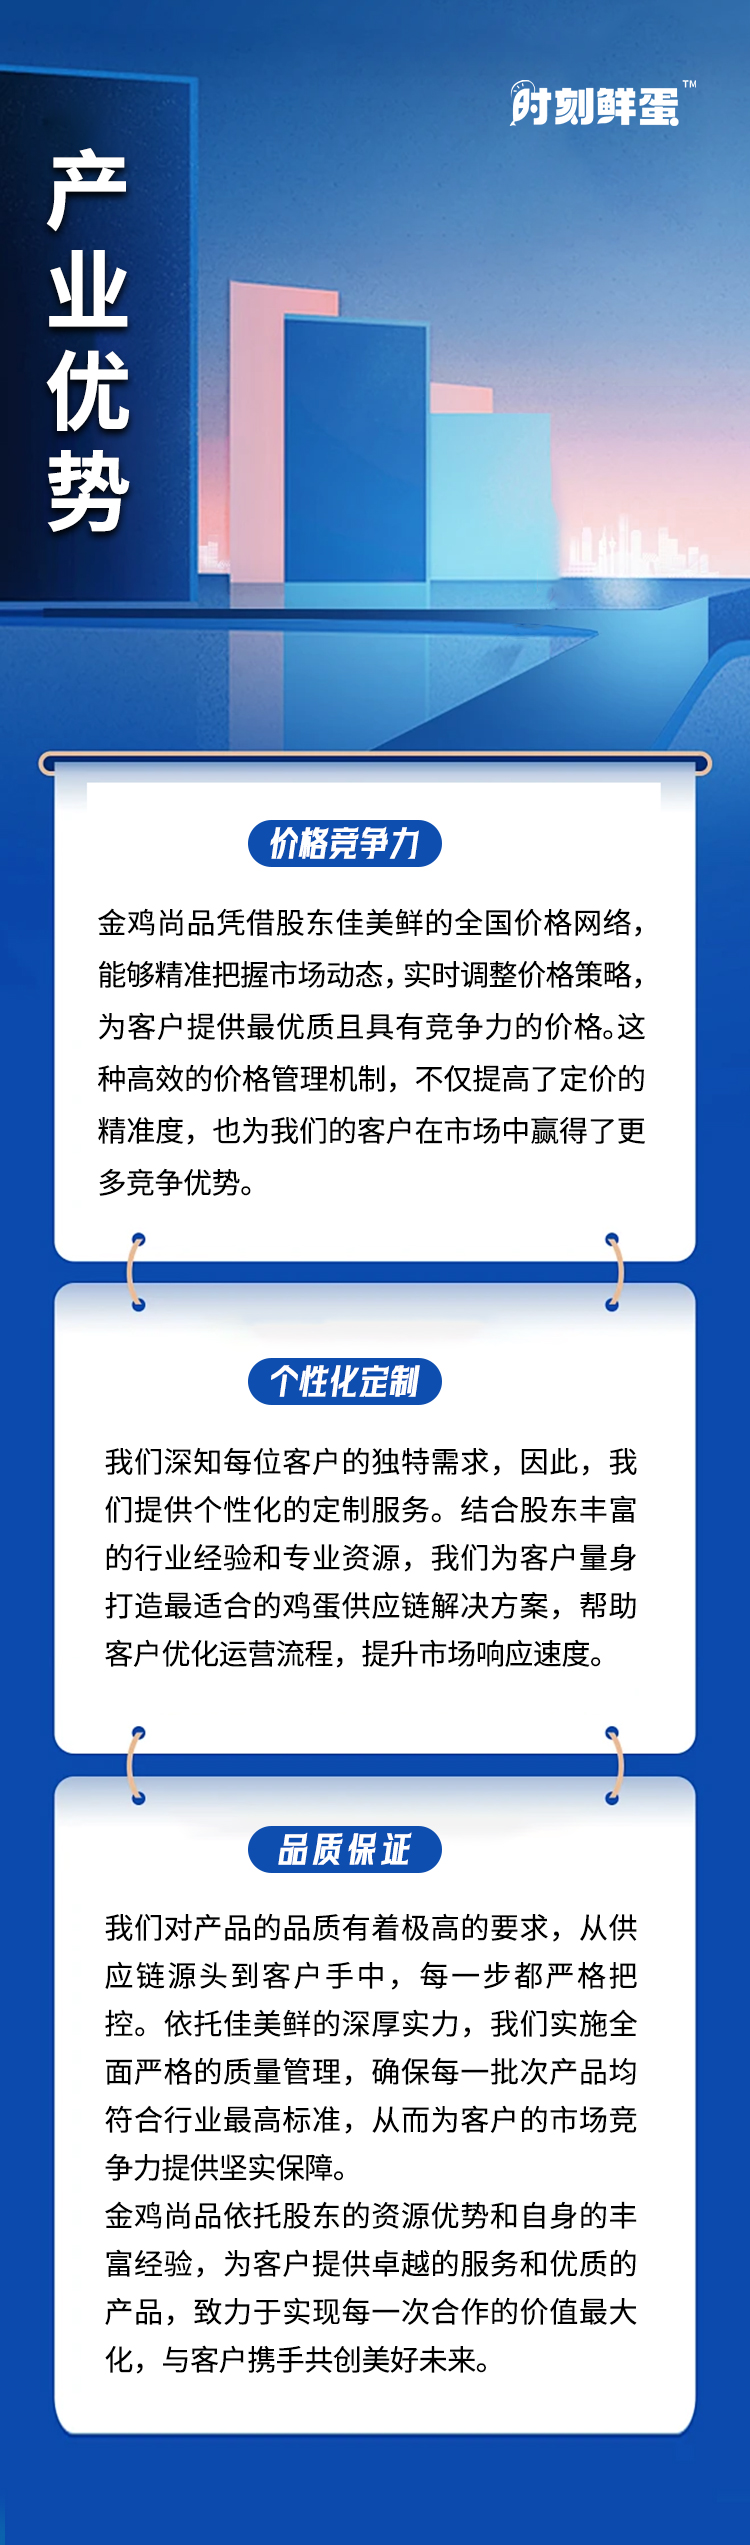 时刻鲜蛋™
产业优势
价格竞争力
金鸡尚品凭借股东佳美鲜的全国价格网络，
能够精准把握市场动态，实时调整价格策略，
为客户提供最优质且具有竞争力的价格。这
种高效的价格管理机制，不仅提高了定价的
精准度，也为我们的客户在市场中赢得了更
多竞争优势。
个性化定制
我们深知每位客户的独特需求，因此，我
们提供个性化的定制服务。结合股东丰富
的行业经验和专业资源，我们为客户量身
打造最适合的鸡蛋供应链解决方案，帮助
客户优化运营流程，提升市场响应速度。
品质保证
我们对产品的品质有着极高的要求，从供
应链源头到客户手中，每一步都严格把
控。依托佳美鲜的深厚实力，我们实施全
面严格的质量管理，确保每一批次产品均
符合行业最高标准，从而为客户的市场竞
争力提供坚实保障。
金鸡尚品依托股东的资源优势和自身的丰
富经验，为客户提供卓越的服务和优质的
产品，致力于实现每一次合作的价值最大
化，与客户携手共创美好未来。